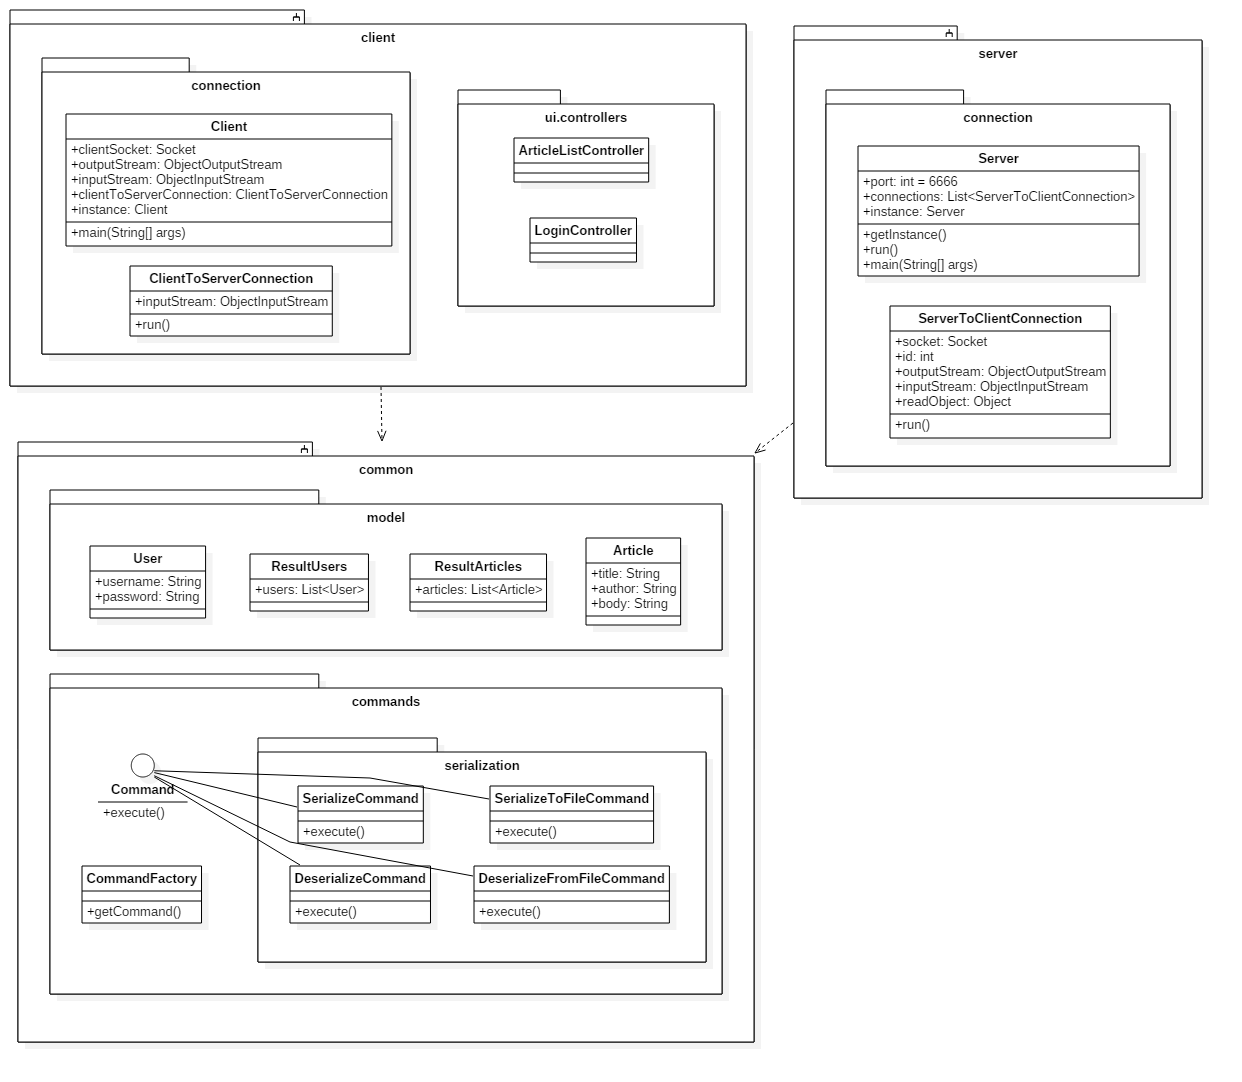 client
connection
Client
+clientSocket: Socket
+outputStream: ObjectOutputStream
+inputStream: ObjectInputStream
+clientToServerConnection: ClientToServerConnection
+instance: Client
+main(String[] args)
ClientToServerConnection
+inputStream: ObjectInputStream
+run()
ui.controllers
ArticleListController
LoginController
server
connection
Server
+port: int = 6666
+connections: List<ServerToClientConnection>
+instance: Server
+getInstance()
+run()
+main(String[] args)
ServerToClientConnection
+socket: Socket
+id: int
+outputStream: ObjectOutputStream
+inputStream: ObjectInputStream
+readObject: Object
+run()
common
model
User
+username: String
+password: String
ResultUsers
+users: List<User>
ResultArticles
+articles: List<Article>
Article
+title: String
+author: String
+body: String
commands
Command
+execute()
CommandFactory
+getCommand()
serialization
SerializeCommand
+execute()
SerializeToFileCommand
+execute()
DeserializeCommand
+execute()
DeserializeFromFileCommand
+execute()